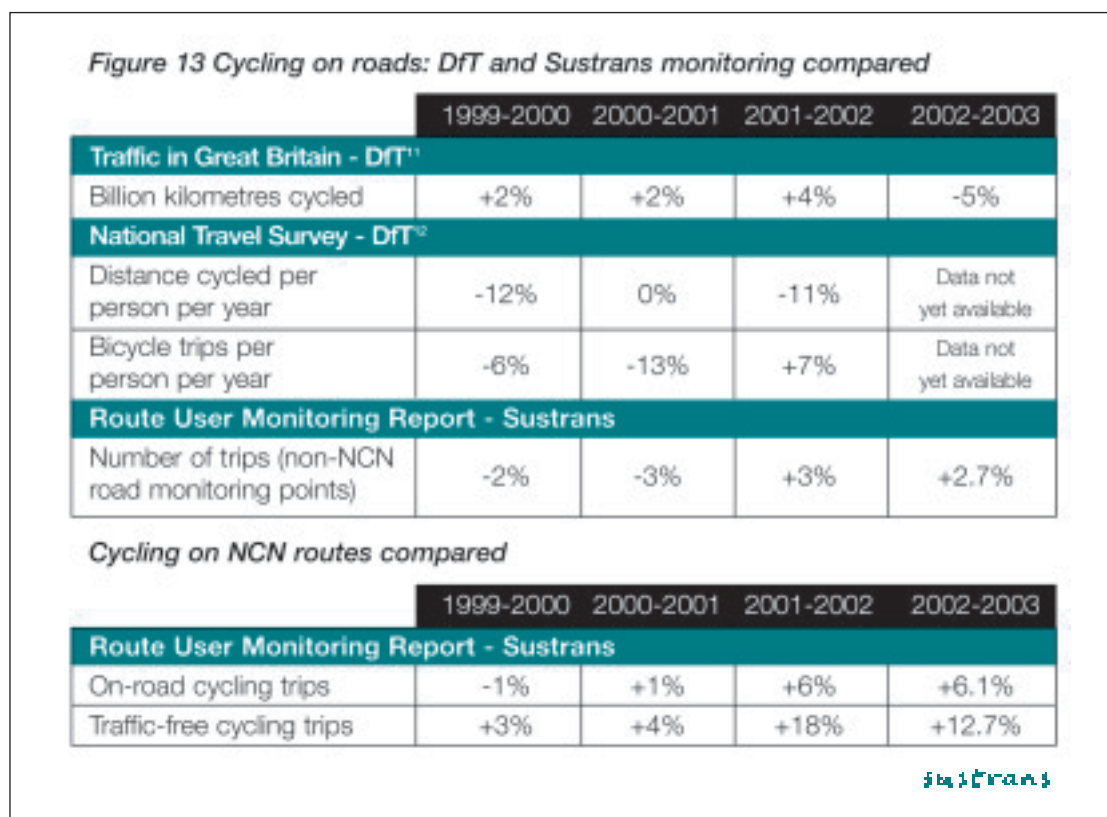 Figure 13 Cycling on roads: DfT and Sustrans monitoring compared
1999-2000 2000-2001 2001-2002 2002-2003
Traffic in Great Britain - DfT¹¹
Billion kilometres cycled +2% +2% +4% -5%
National Travel Survey - DfT¹²
Distance cycled per person per year -12% 0% -11% Data not yet available
Bicycle trips per person per year -6% -13% +7% Data not yet available
Route User Monitoring Report - Sustrans
Number of trips (non-NCN road monitoring points) -2% -3% +3% +2.7%
Cycling on NCN routes compared
1999-2000 2000-2001 2001-2002 2002-2003
Route User Monitoring Report - Sustrans
On-road cycling trips -1% +1% +6% +6.1%
Traffic-free cycling trips +3% +4% +18% +12.7%
sustrans